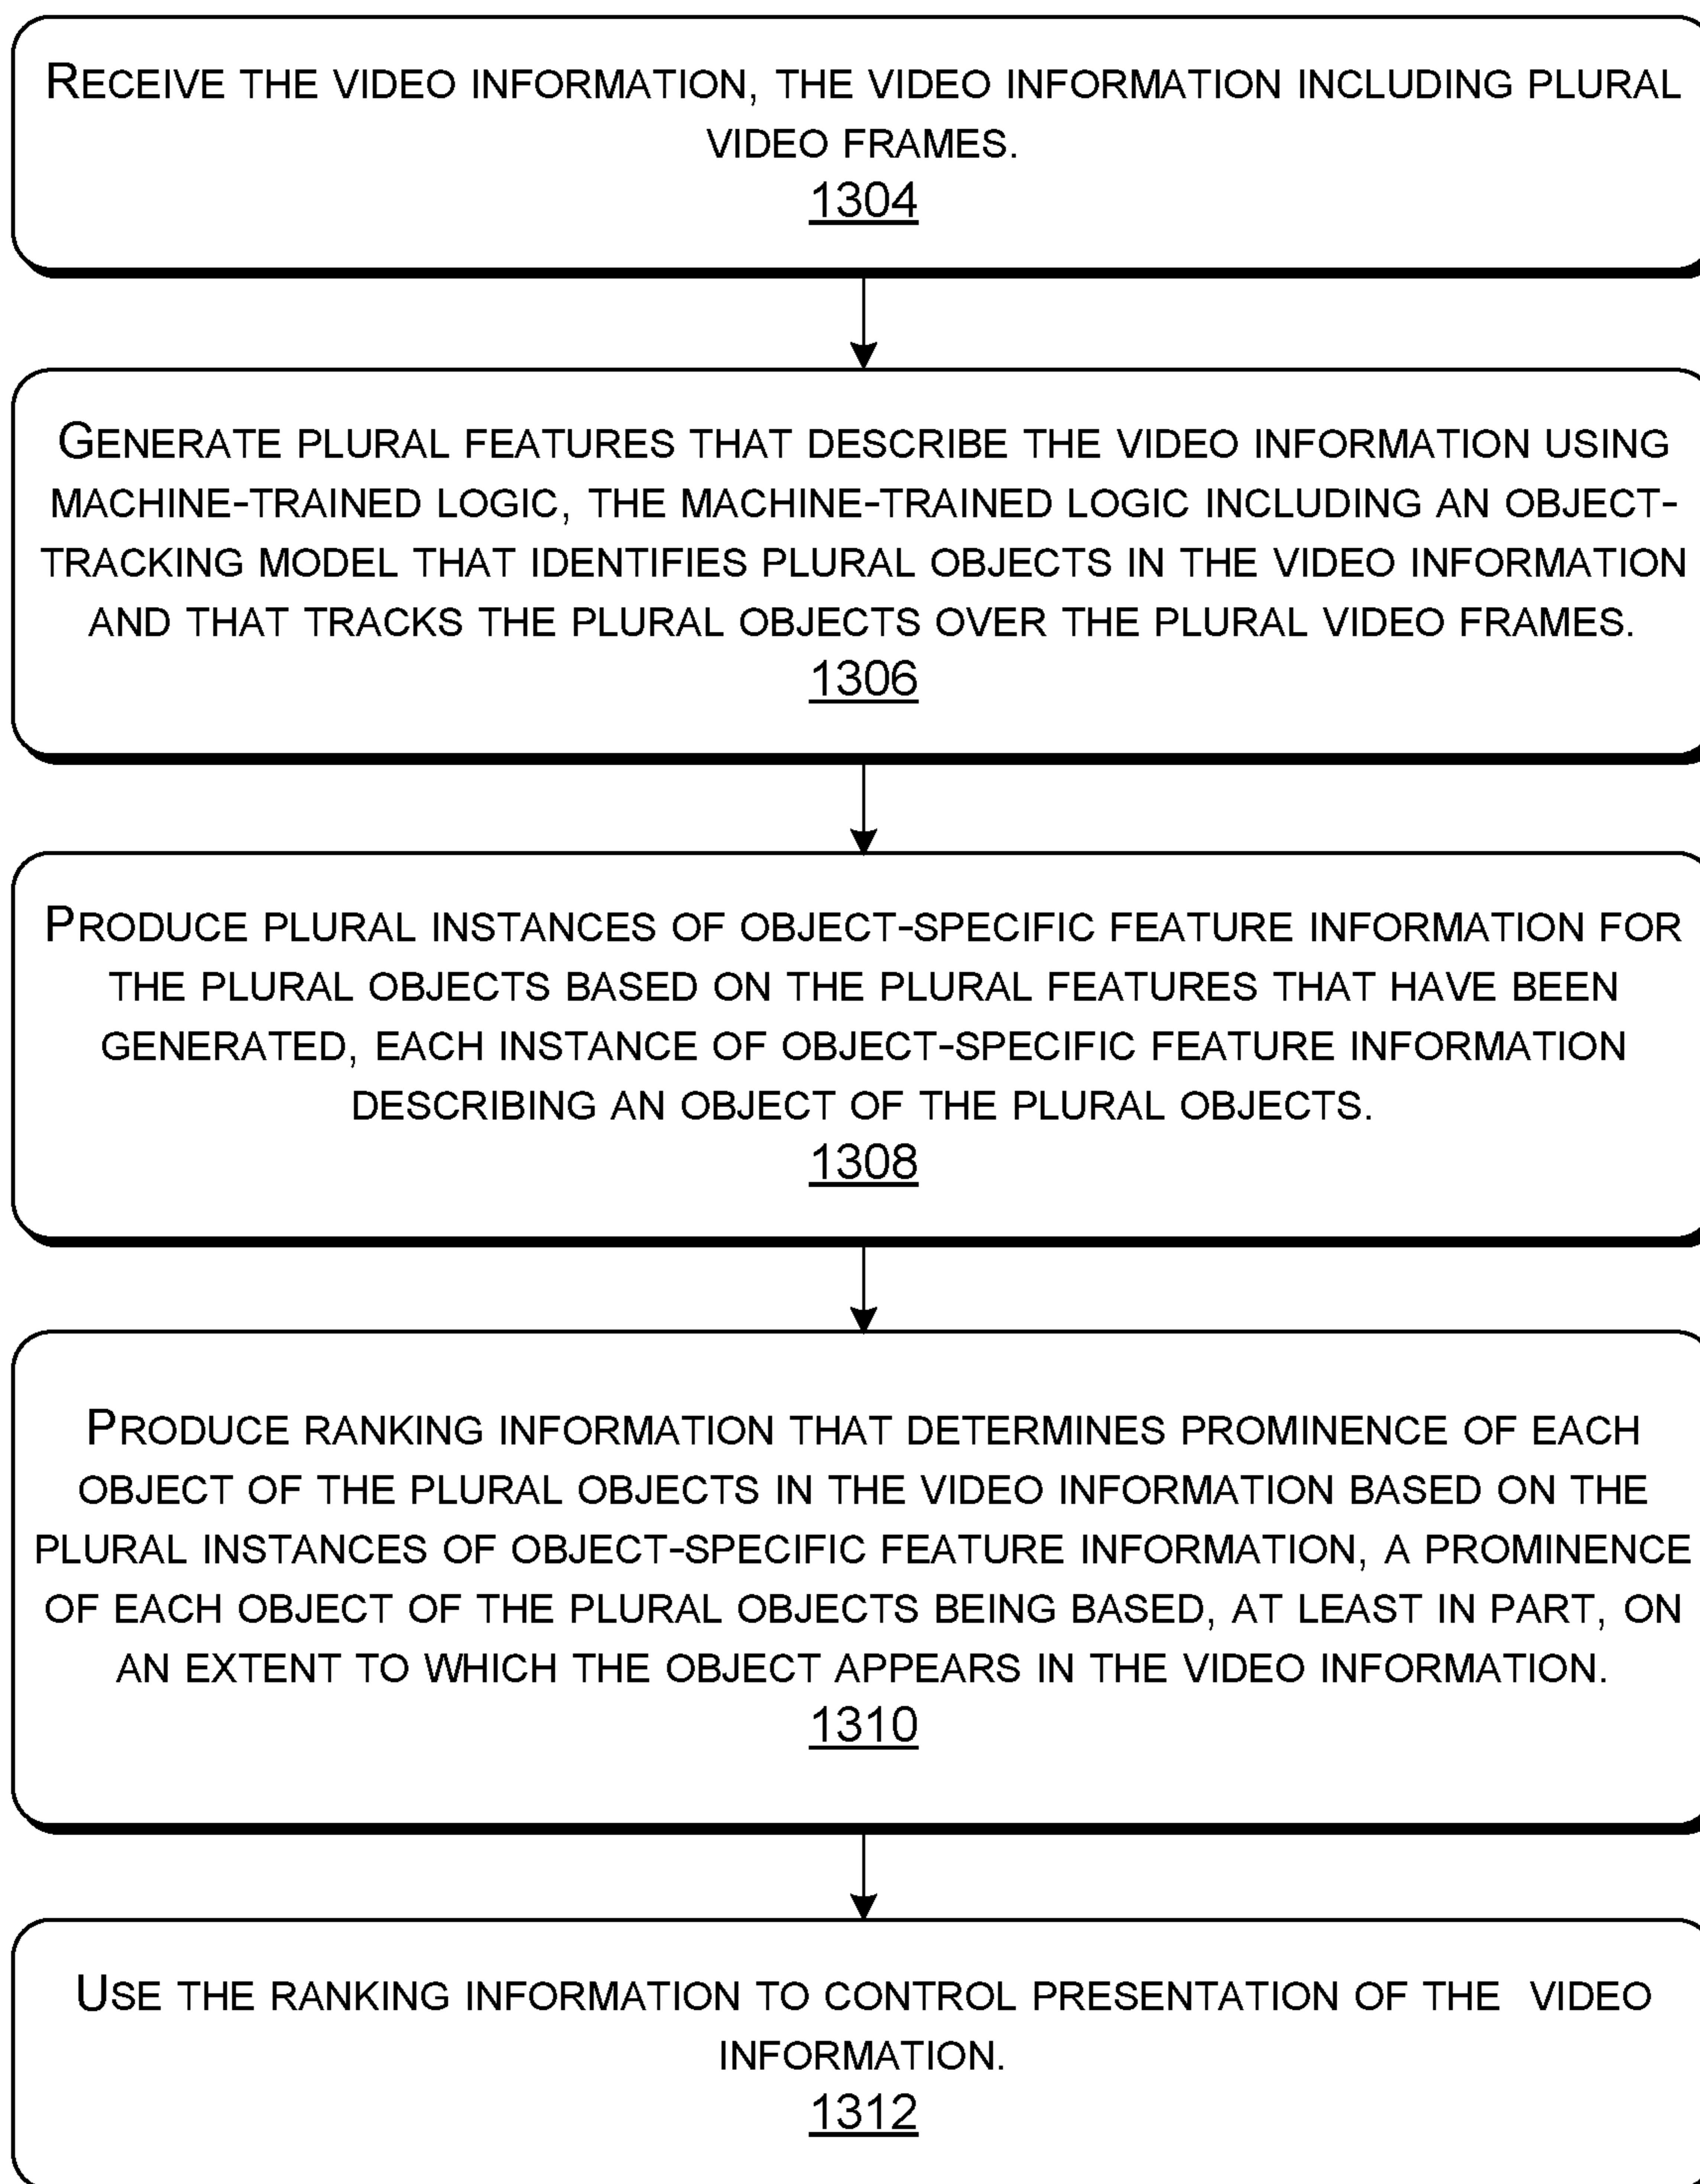 RECEIVE THE VIDEO INFORMATION, THE VIDEO INFORMATION INCLUDING PLURAL
VIDEO FRAMES.
1304
GENERATE PLURAL FEATURES THAT DESCRIBE THE VIDEO INFORMATION USING
MACHINE-TRAINED LOGIC, THE MACHINE-TRAINED LOGIC INCLUDING AN OBJECT-
TRACKING MODEL THAT IDENTIFIES PLURAL OBJECTS IN THE VIDEO INFORMATION
AND THAT TRACKS THE PLURAL OBJECTS OVER THE PLURAL VIDEO FRAMES.
1306
PRODUCE PLURAL INSTANCES OF OBJECT-SPECIFIC FEATURE INFORMATION FOR
THE PLURAL OBJECTS BASED ON THE PLURAL FEATURES THAT HAVE BEEN
GENERATED, EACH INSTANCE OF OBJECT-SPECIFIC FEATURE INFORMATION
DESCRIBING AN OBJECT OF THE PLURAL OBJECTS.
1308
PRODUCE RANKING INFORMATION THAT DETERMINES PROMINENCE OF EACH
OBJECT OF THE PLURAL OBJECTS IN THE VIDEO INFORMATION BASED ON THE
PLURAL INSTANCES OF OBJECT-SPECIFIC FEATURE INFORMATION, A PROMINENCE
OF EACH OBJECT OF THE PLURAL OBJECTS BEING BASED, AT LEAST IN PART, ON
AN EXTENT TO WHICH THE OBJECT APPEARS IN THE VIDEO INFORMATION.
1310
USE THE RANKING INFORMATION TO CONTROL PRESENTATION OF THE VIDEO
INFORMATION.
1312